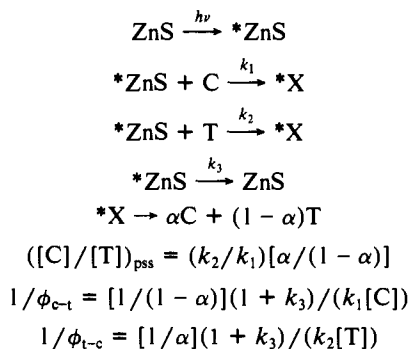 ZnS —hν→ *ZnS
*ZnS + C —k₁→ *X
*ZnS + T —k₂→ *X
*ZnS —k₃→ ZnS
*X → αC + (1 − α)T
([C]/[T])pss = (k₂/k₁)[α/(1 − α)]
1/ϕc–t = [1/(1 − α)](1 + k₃)/(k₁[C])
1/ϕt–c = [1/α](1 + k₃)/(k₂[T])